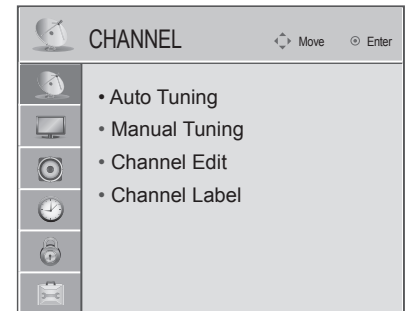 CHANNEL Move Enter
• Auto Tuning
• Manual Tuning
• Channel Edit
• Channel Label